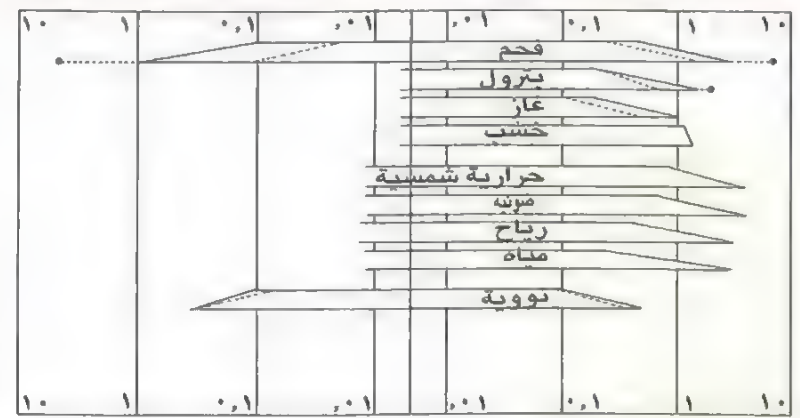 ١٠ ١ ٠,١ ٠,٠١ ٠,٠١ ٠,١ ١ ١٠
فحم
بترول
غاز
خشب
حرارية شمسية
ضوئية
رياح
مياه
نووية
١٠ ١ ٠,١ ٠,٠١ ٠,٠١ ٠,١ ١ ١٠